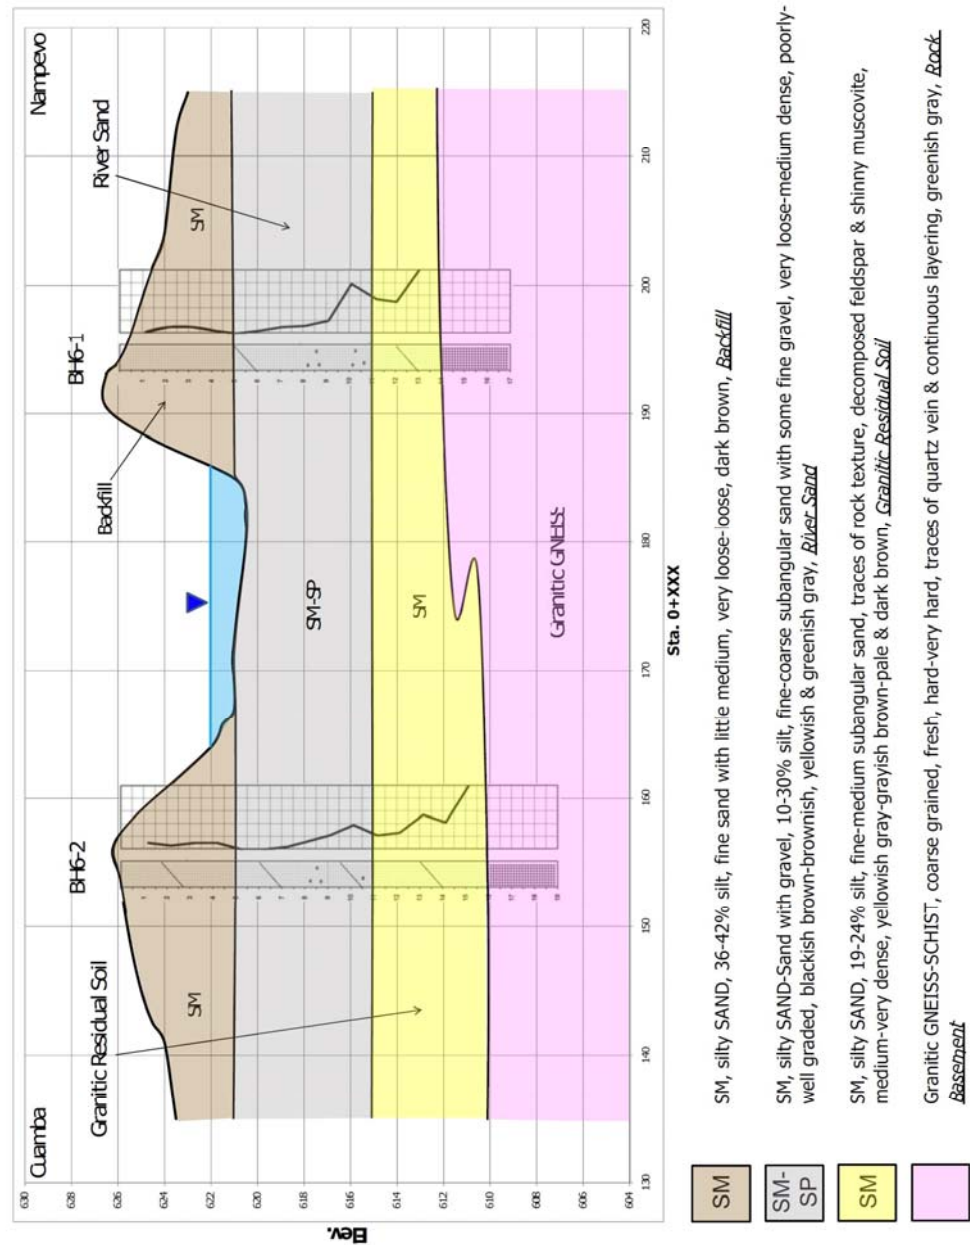 Cuamba
Nampevo
Granitic Residual Soil
BH6-2
Backfill
BH6-1
River Sand
SM
SM
SM-SP
SM
Granitic GNEISS
Elev.
630
628
626
624
622
620
618
616
614
612
610
608
606
604
130
140
150
160
170
180
190
200
210
220
Sta. 0+XXX
SM
SM, silty SAND, 36-42% silt, fine sand with little medium, very loose-loose, dark brown, Backfill
SM-
SP
SM, silty SAND-Sand with gravel, 10-30% silt, fine-coarse subangular sand with some fine gravel, very loose-medium dense, poorly-
well graded, blackish brown-brownish, yellowish & greenish gray, River Sand
SM
SM, silty SAND, 19-24% silt, fine-medium subangular sand, traces of rock texture, decomposed feldspar & shinny muscovite,
medium-very dense, yellowish gray-grayish brown-pale & dark brown, Granitic Residual Soil
Granitic GNEISS-SCHIST, coarse grained, fresh, hard-very hard, traces of quartz vein & continuous layering, greenish gray, Rock
Basement